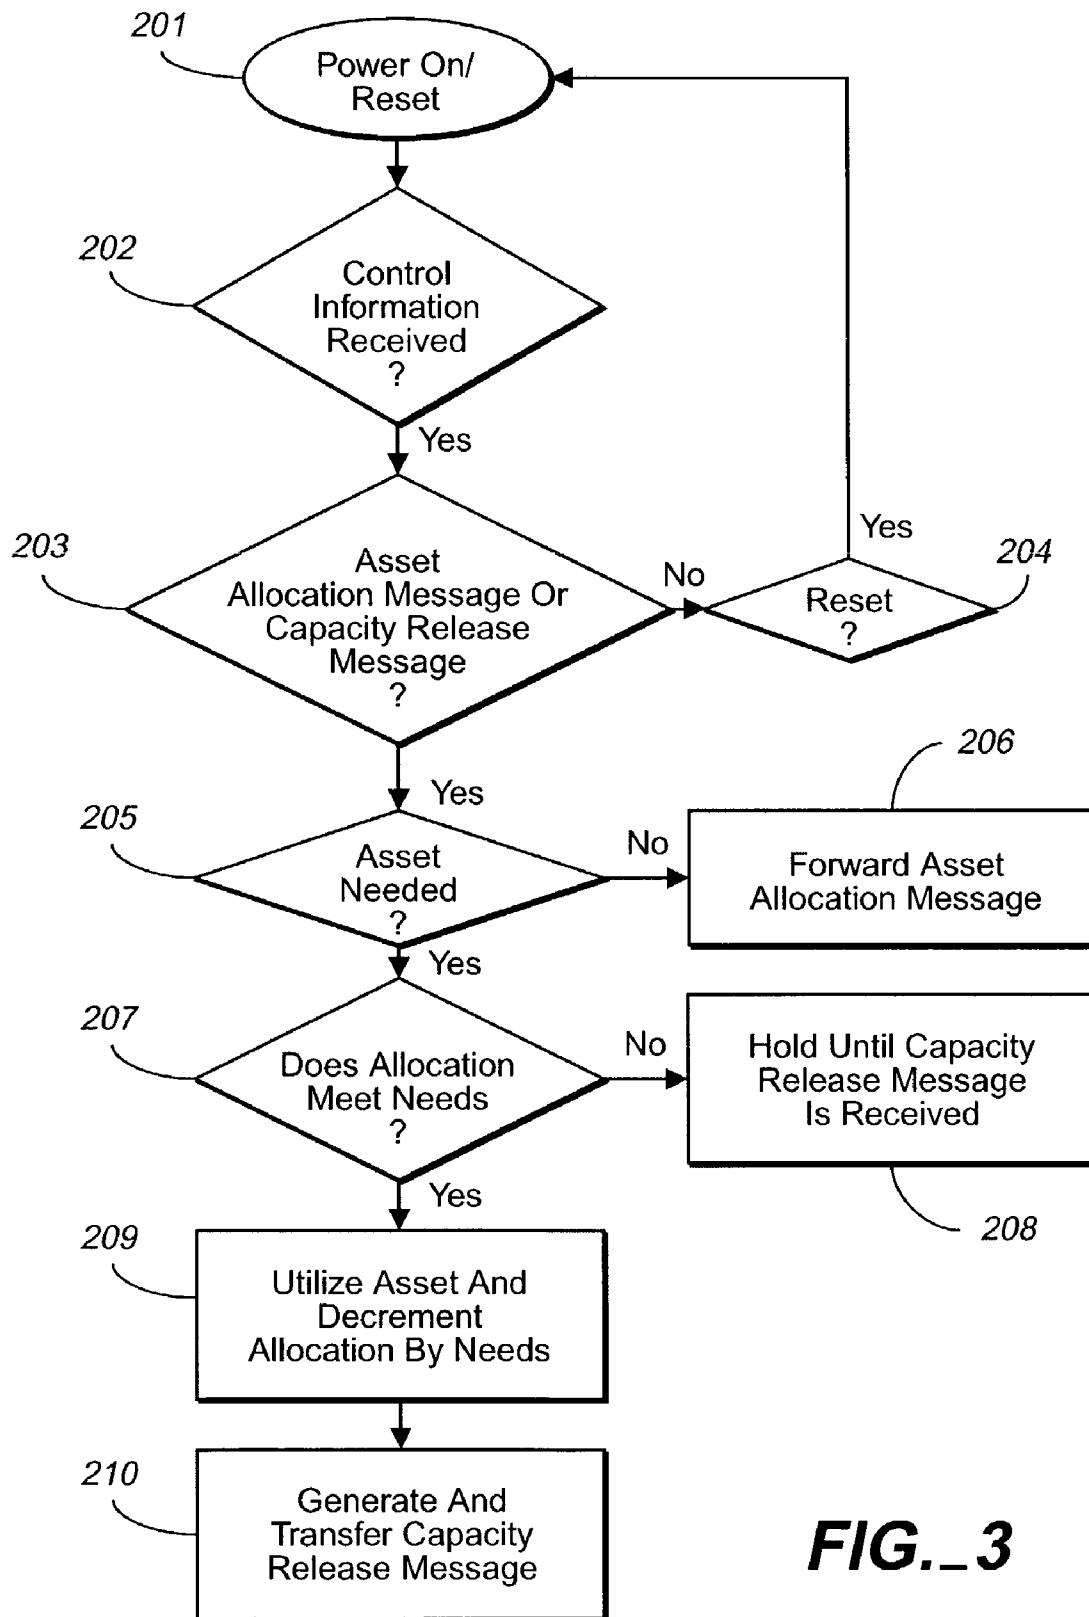 201
Power On/
Reset
202
Control
Information
Received
?
Yes
203
Asset
Allocation Message Or
Capacity Release
Message
?
No
Yes
204
Reset
?
Yes
205
Asset
Needed
?
No
206
Forward Asset
Allocation Message
Yes
207
Does Allocation
Meet Needs
?
No
Hold Until Capacity
Release Message
Is Received
208
Yes
209
Utilize Asset And
Decrement
Allocation By Needs
210
Generate And
Transfer Capacity
Release Message
FIG._3